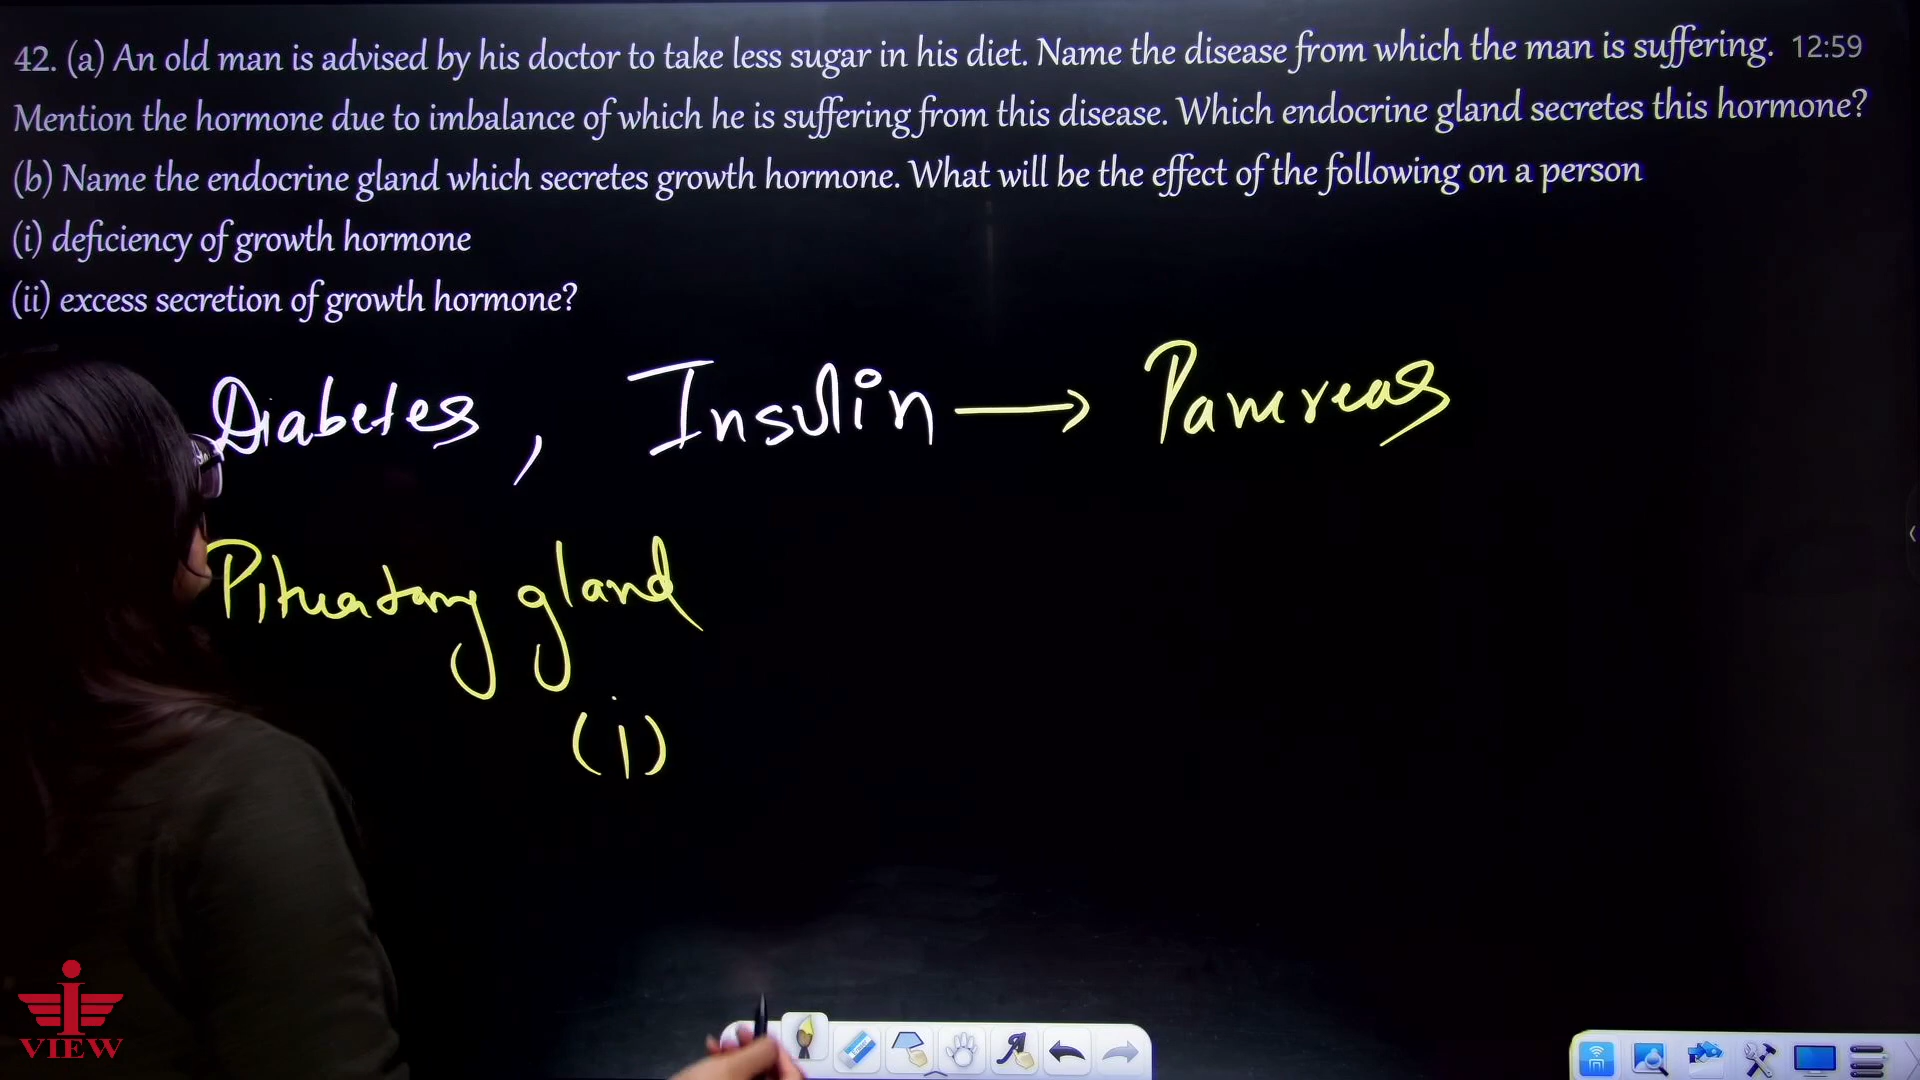 42. (a) An old man is advised by his doctor to take less sugar in his diet. Name the disease from which the man is suffering. 12:59
Mention the hormone due to imbalance of which he is suffering from this disease. Which endocrine gland secretes this hormone?
(b) Name the endocrine gland which secretes growth hormone. What will be the effect of the following on a person
(i) deficiency of growth hormone
(ii) excess secretion of growth hormone?
Diabetes, Insulin → Pancreas
Pituatary gland
(i)
VIEW